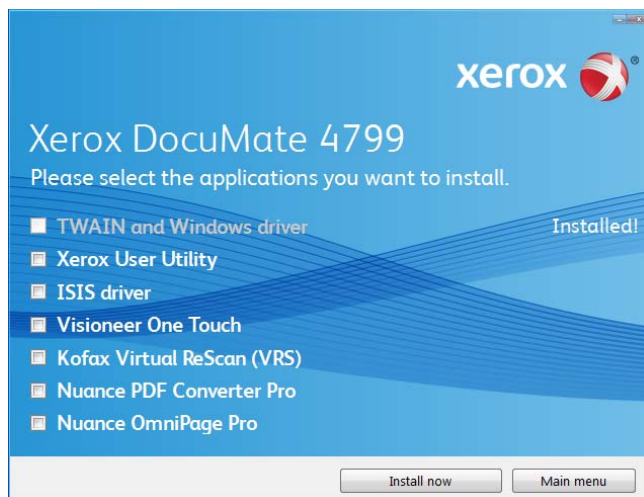 xerox ®
Xerox DocuMate 4799
Please select the applications you want to install.
TWAIN and Windows driver Installed!
Xerox User Utility
ISIS driver
Visioneer One Touch
Kofax Virtual ReScan (VRS)
Nuance PDF Converter Pro
Nuance OmniPage Pro
Install now Main menu